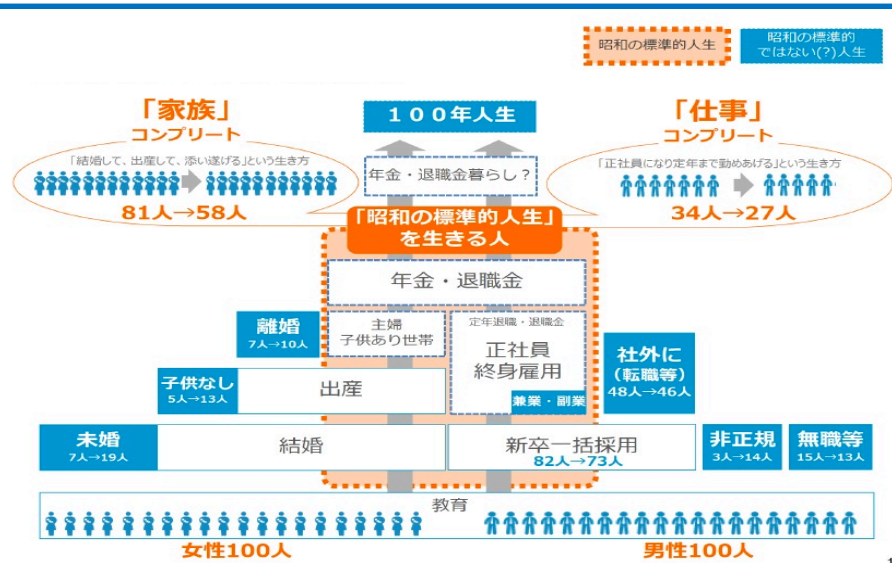 昭和の標準的人生
昭和の標準的
ではない(?)人生
「家族」
コンプリート
「結婚して、出産して、添い遂げる」という生き方
81人→58人
100年人生
年金・退職金暮らし？
「仕事」
コンプリート
「正社員になり定年まで勤めあげる」という生き方
34人→27人
「昭和の標準的人生」
を生きる人
年金・退職金
離婚
7人→10人
主婦
子供あり世帯
定年退職・退職金
正社員
終身雇用
兼業・副業
社外に
(転職等)
48人→46人
子供なし
5人→13人
出産
未婚
7人→19人
結婚
新卒一括採用
82人→73人
非正規
3人→14人
無職等
15人→13人
教育
女性100人
男性100人
1